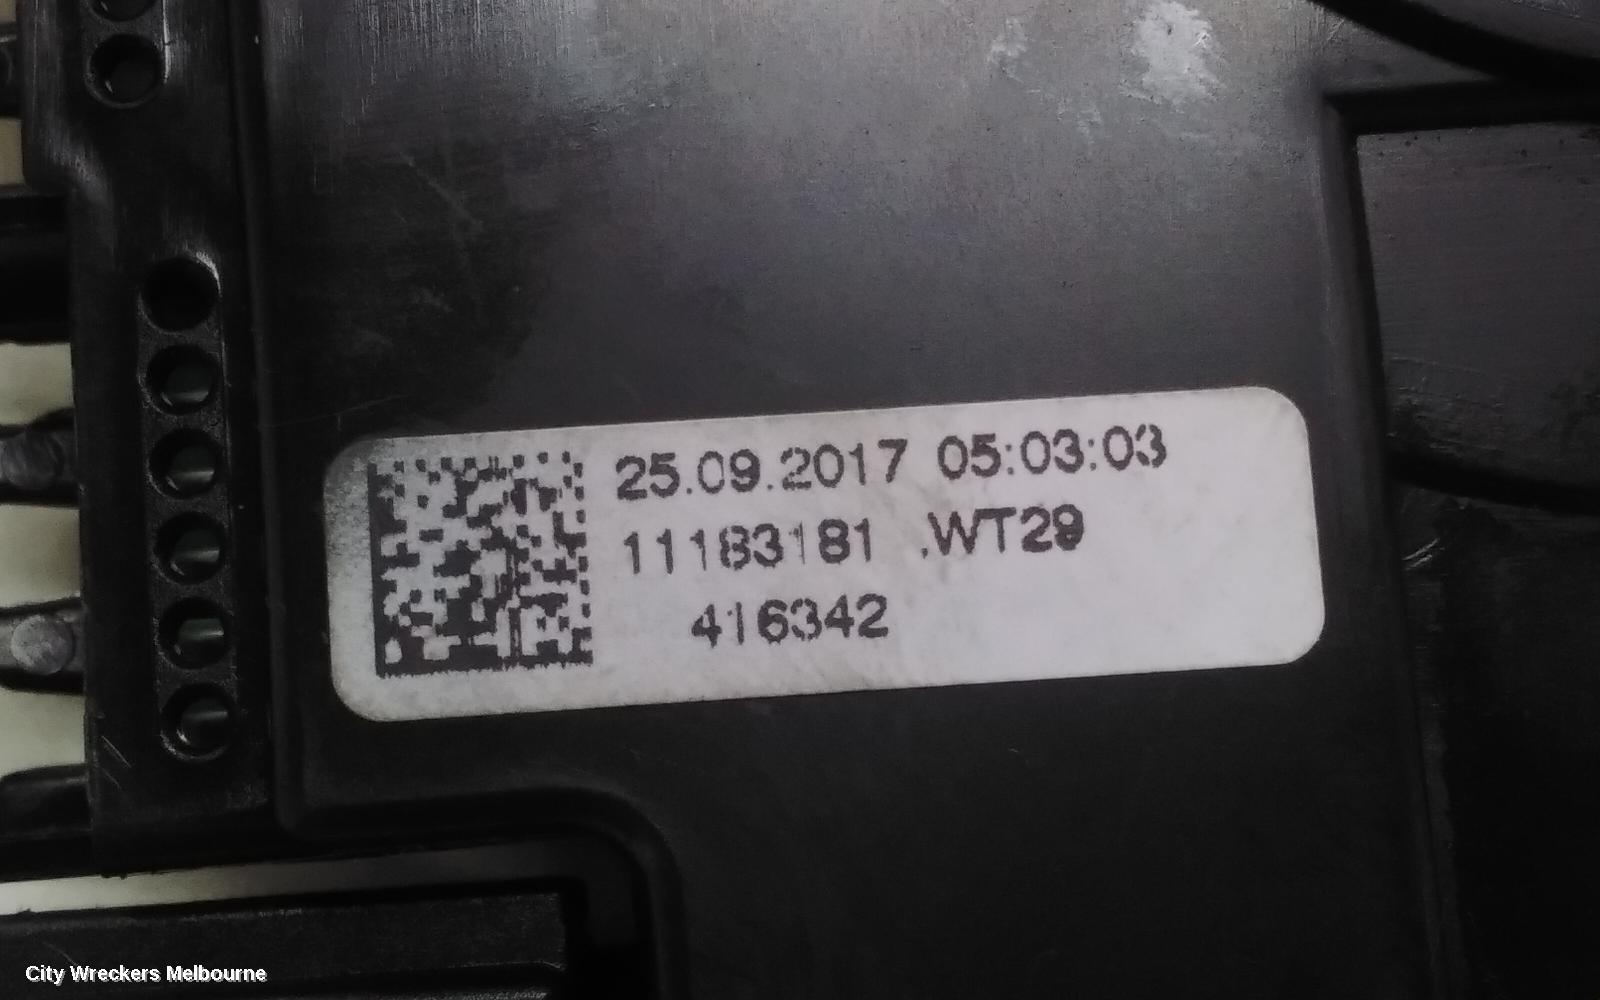 25.09.2017 05:03:03
11183181 .WT29
416342
City Wreckers Melbourne